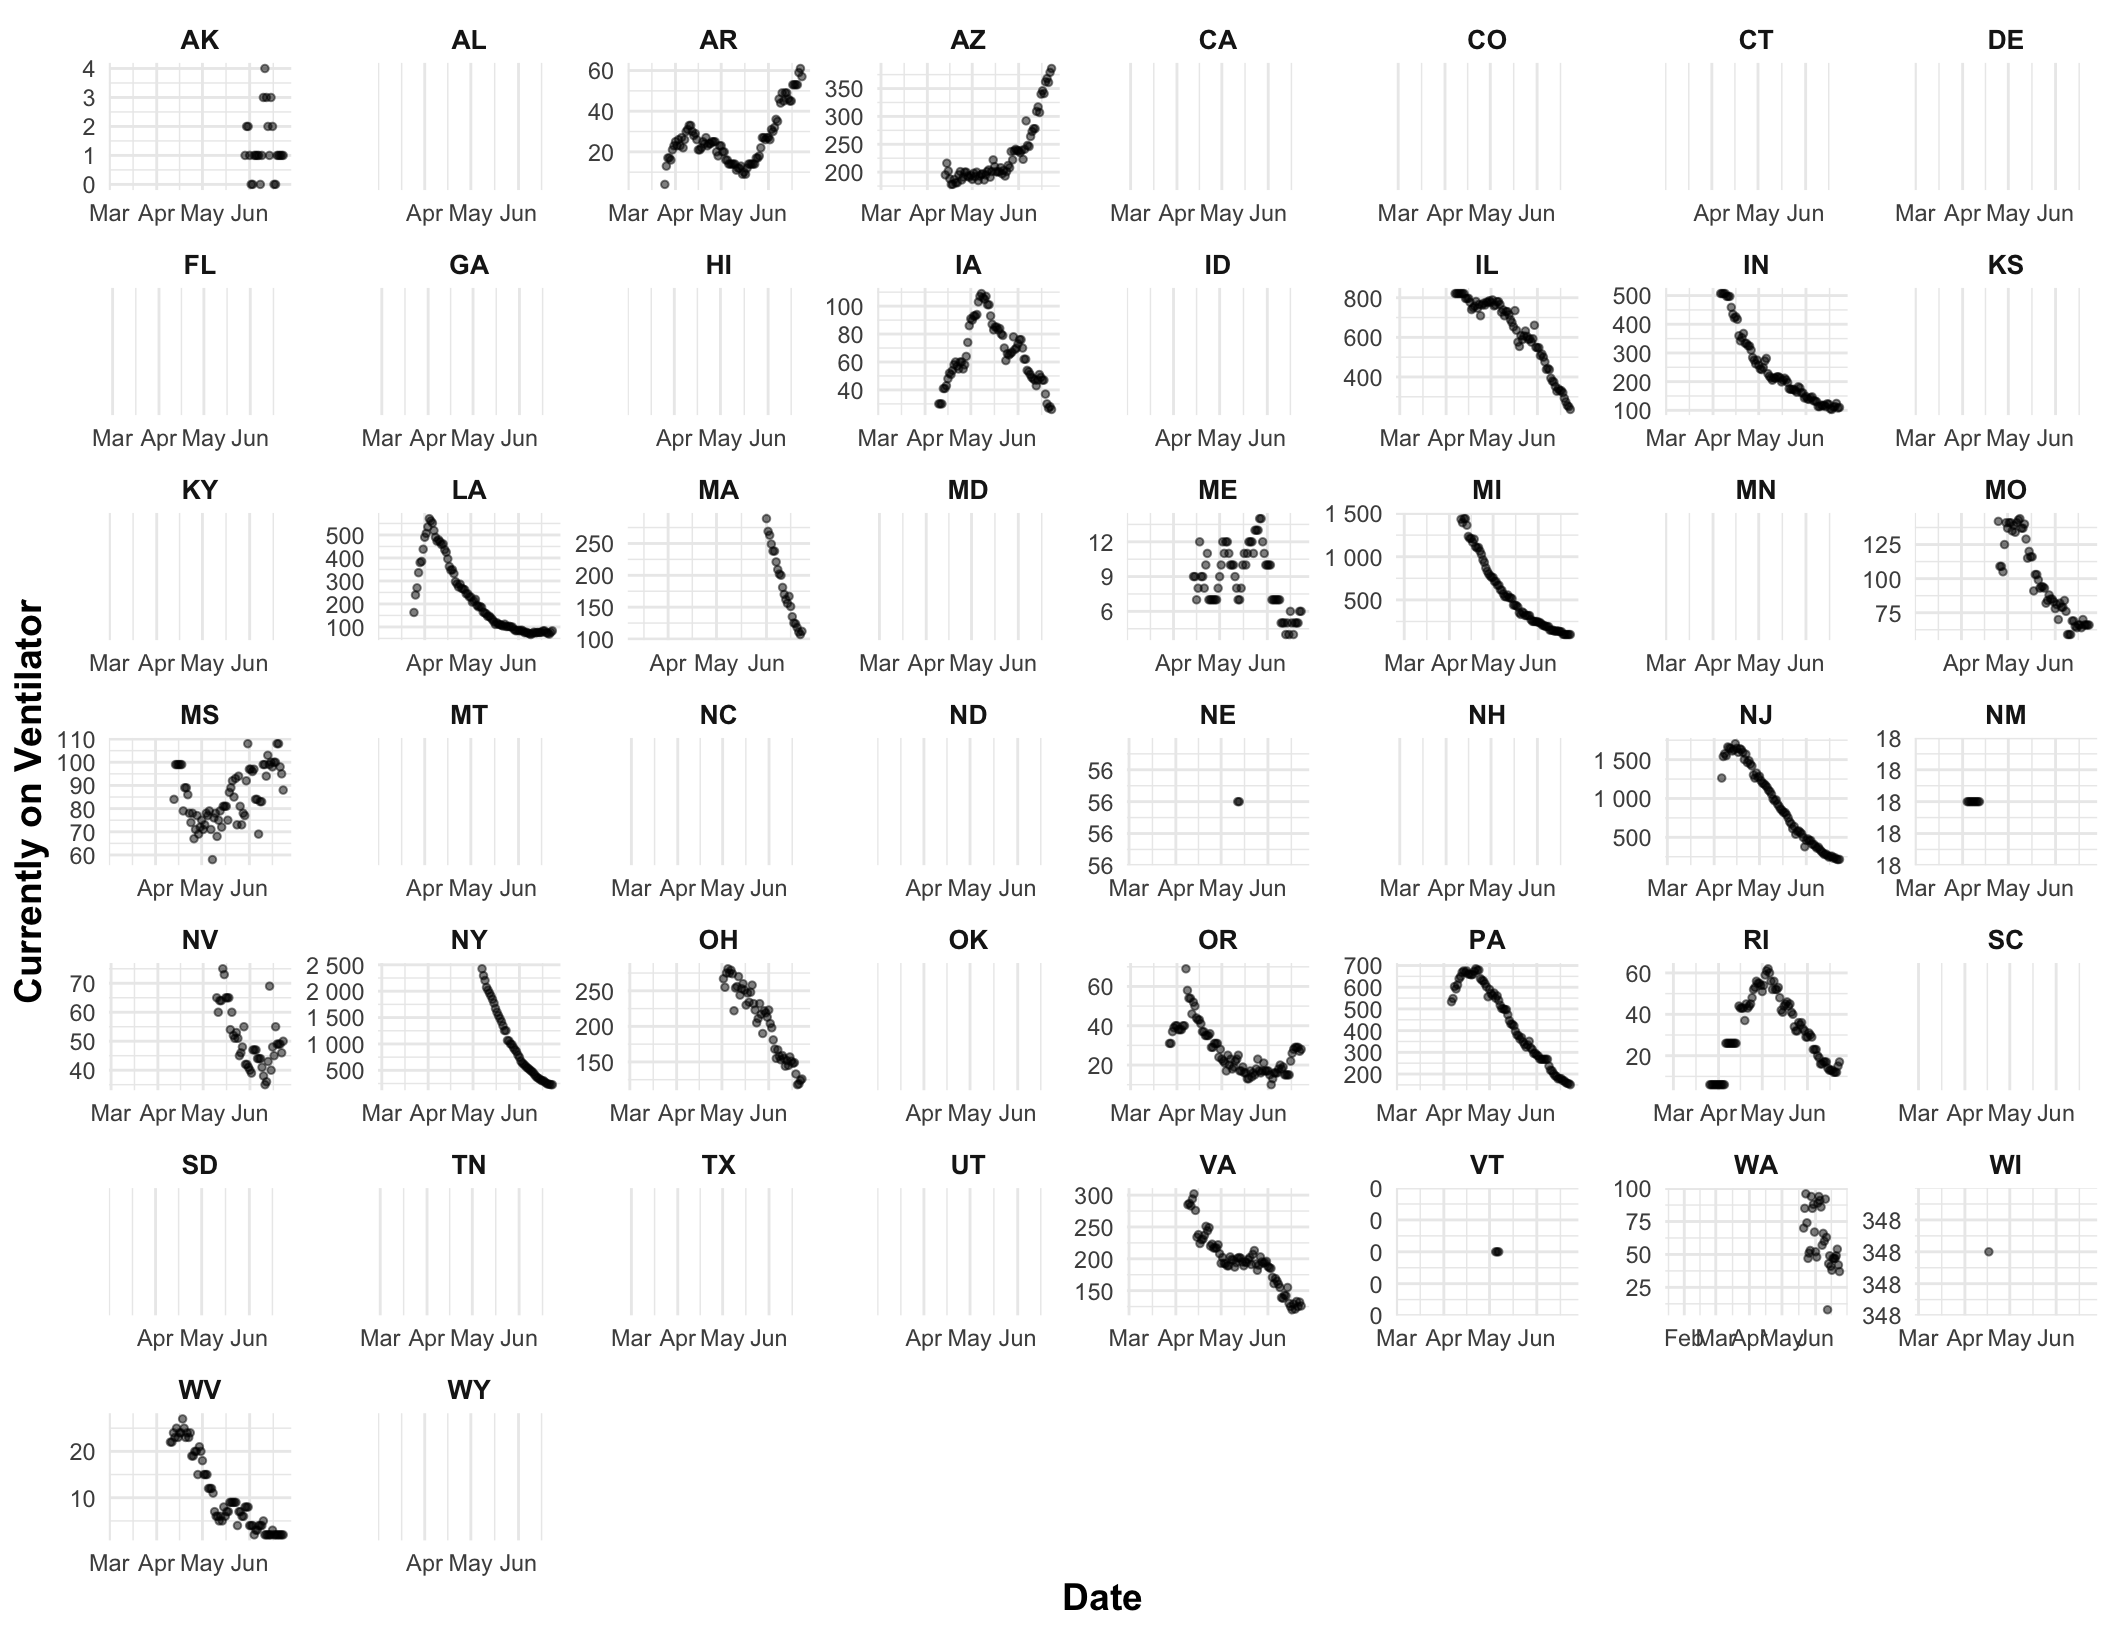 Currently on Ventilator
AK AL AR AZ CA CO CT DE
4
3
2
1
0
60
40
20
350
300
250
200
Mar Apr May Jun
Apr May Jun
Mar Apr May Jun
Mar Apr May Jun
Mar Apr May Jun
Mar Apr May Jun
Apr May Jun
Mar Apr May Jun
FL GA HI IA ID IL IN KS
100
80
60
40
800
600
400
500
400
300
200
100
Mar Apr May Jun
Mar Apr May Jun
Apr May Jun
Mar Apr May Jun
Apr May Jun
Mar Apr May Jun
Mar Apr May Jun
Mar Apr May Jun
KY LA MA MD ME MI MN MO
500
400
300
200
100
250
200
150
100
12
9
6
1 500
1 000
500
125
100
75
Mar Apr May Jun
Apr May Jun
Apr May Jun
Mar Apr May Jun
Apr May Jun
Mar Apr May Jun
Mar Apr May Jun
Apr May Jun
MS MT NC ND NE NH NJ NM
110
100
90
80
70
60
56
56
56
56
1 500
1 000
500
18
18
18
18
18
Apr May Jun
Apr May Jun
Mar Apr May Jun
Apr May Jun
Mar Apr May Jun
Mar Apr May Jun
Mar Apr May Jun
Mar Apr May Jun
NV NY OH OK OR PA RI SC
70
60
50
40
2 500
2 000
1 500
1 000
500
250
200
150
60
40
20
700
600
500
400
300
200
60
40
20
Mar Apr May Jun
Mar Apr May Jun
Mar Apr May Jun
Apr May Jun
Mar Apr May Jun
Mar Apr May Jun
Mar Apr May Jun
Mar Apr May Jun
SD TN TX UT VA VT WA WI
300
250
200
150
0
0
0
0
0
100
75
50
25
348
348
348
348
Apr May Jun
Mar Apr May Jun
Mar Apr May Jun
Apr May Jun
Mar Apr May Jun
Mar Apr May Jun
Feb Mar Apr May Jun
Mar Apr May Jun
WV WY
20
10
Mar Apr May Jun
Apr May Jun
Date